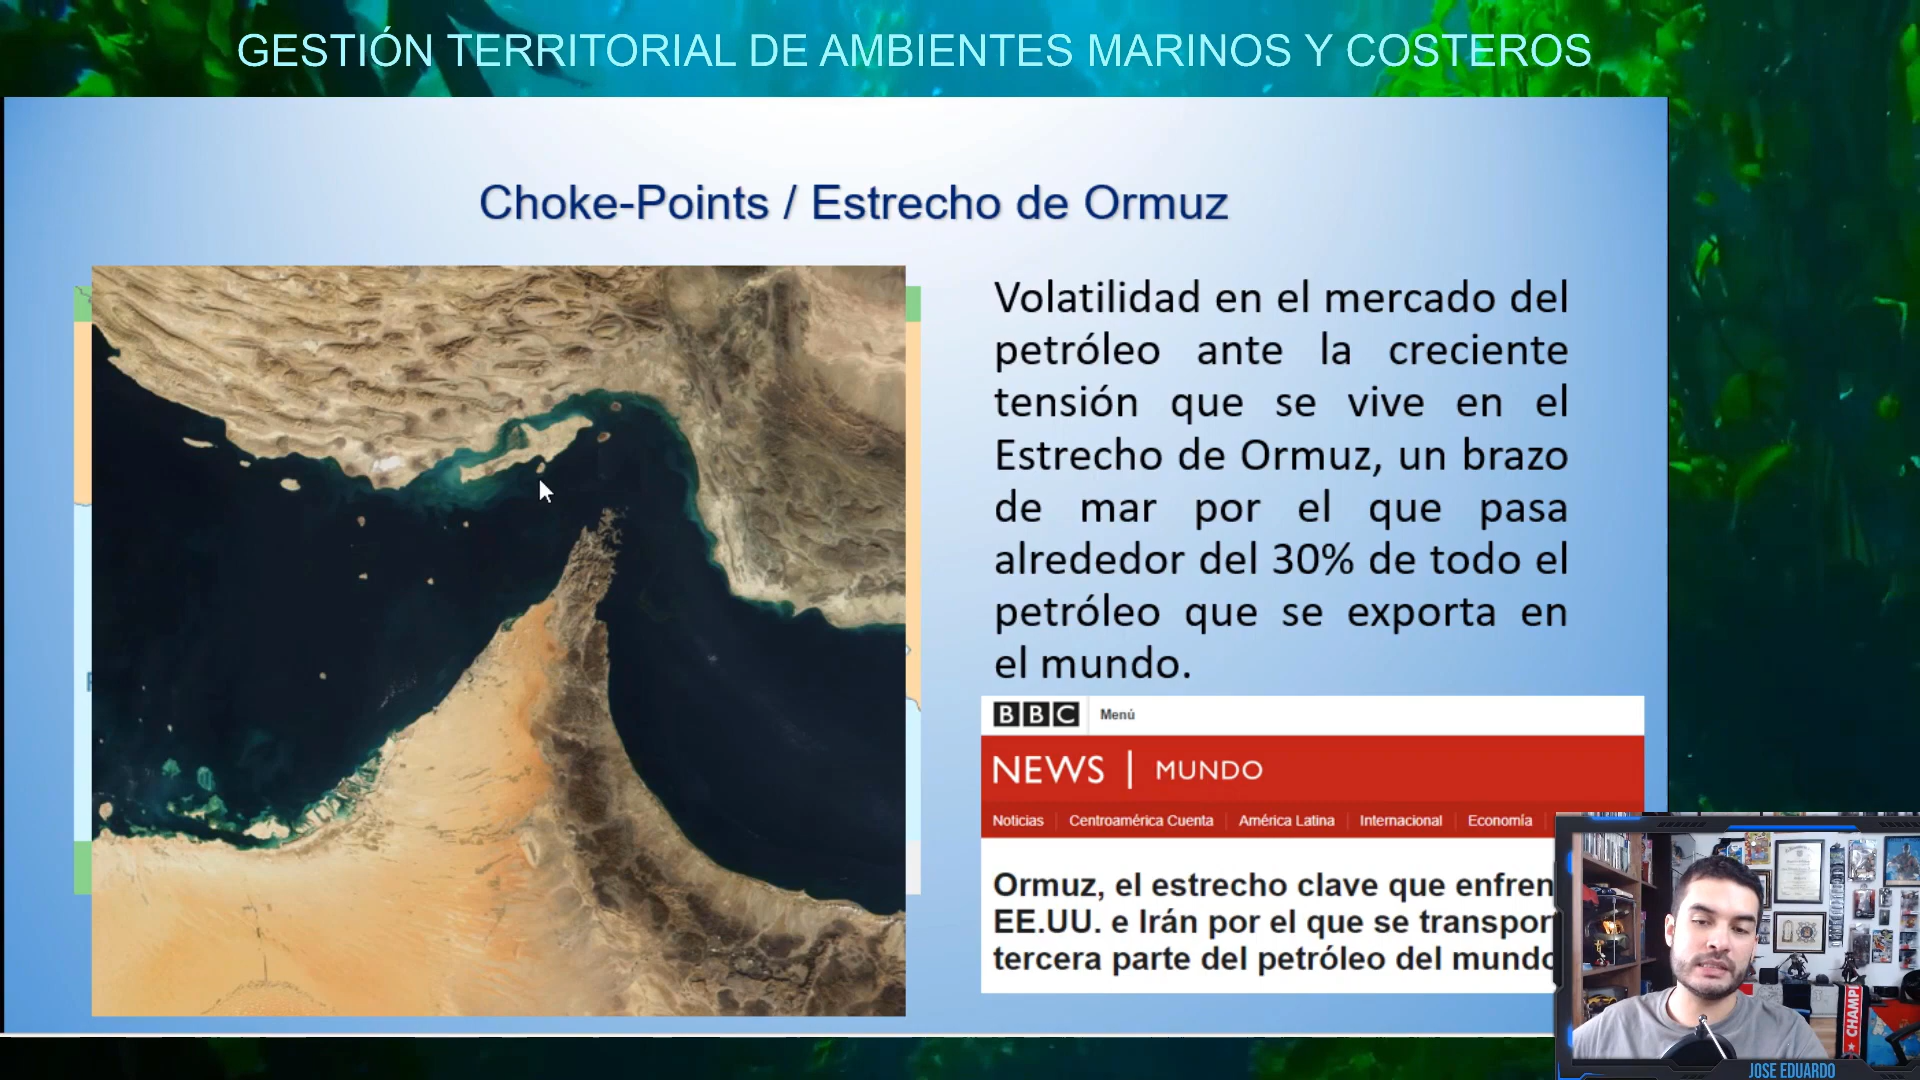 GESTIÓN TERRITORIAL DE AMBIENTES MARINOS Y COSTEROS
Choke-Points / Estrecho de Ormuz
Volatilidad en el mercado del
petróleo ante la creciente
tensión que se vive en el
Estrecho de Ormuz, un brazo
de mar por el que pasa
alrededor del 30% de todo el
petróleo que se exporta en
el mundo.
BBC Menú
NEWS | MUNDO
Noticias Centroamérica Cuenta América Latina Internacional Economía
Ormuz, el estrecho clave que enfren
EE.UU. e Irán por el que se transpor
tercera parte del petróleo del mundo
CHAMPI
JOSE EDUARDO